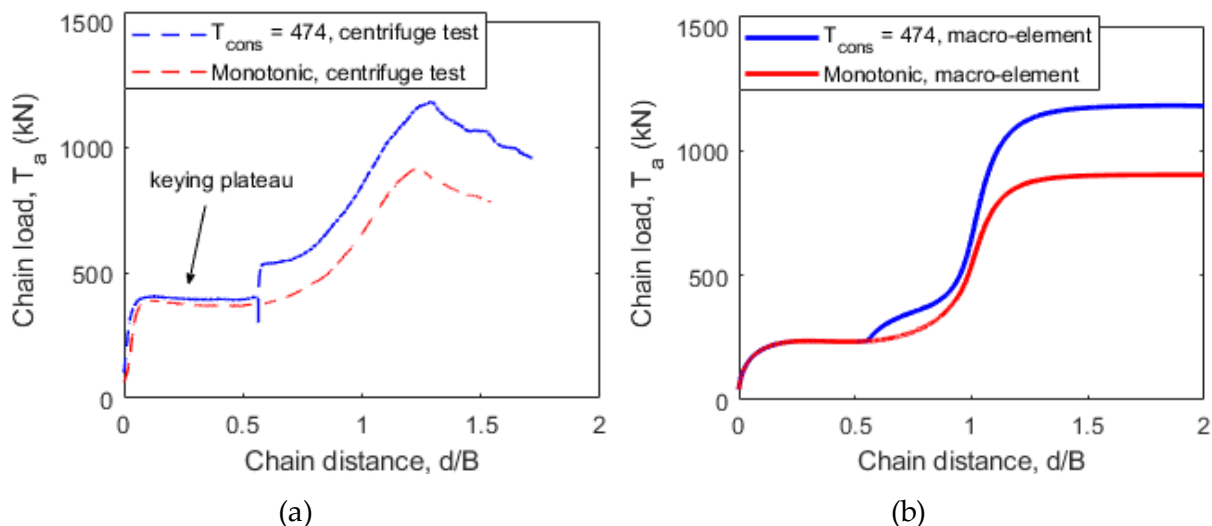 1500
T_cons = 474, centrifuge test
Monotonic, centrifuge test
Chain load, T_a (kN)
1000
keying plateau
500
0
0 0.5 1 1.5 2
Chain distance, d/B
(a)
1500
T_cons = 474, macro-element
Monotonic, macro-element
Chain load, T_a (kN)
1000
500
0
0 0.5 1 1.5 2
Chain distance, d/B
(b)